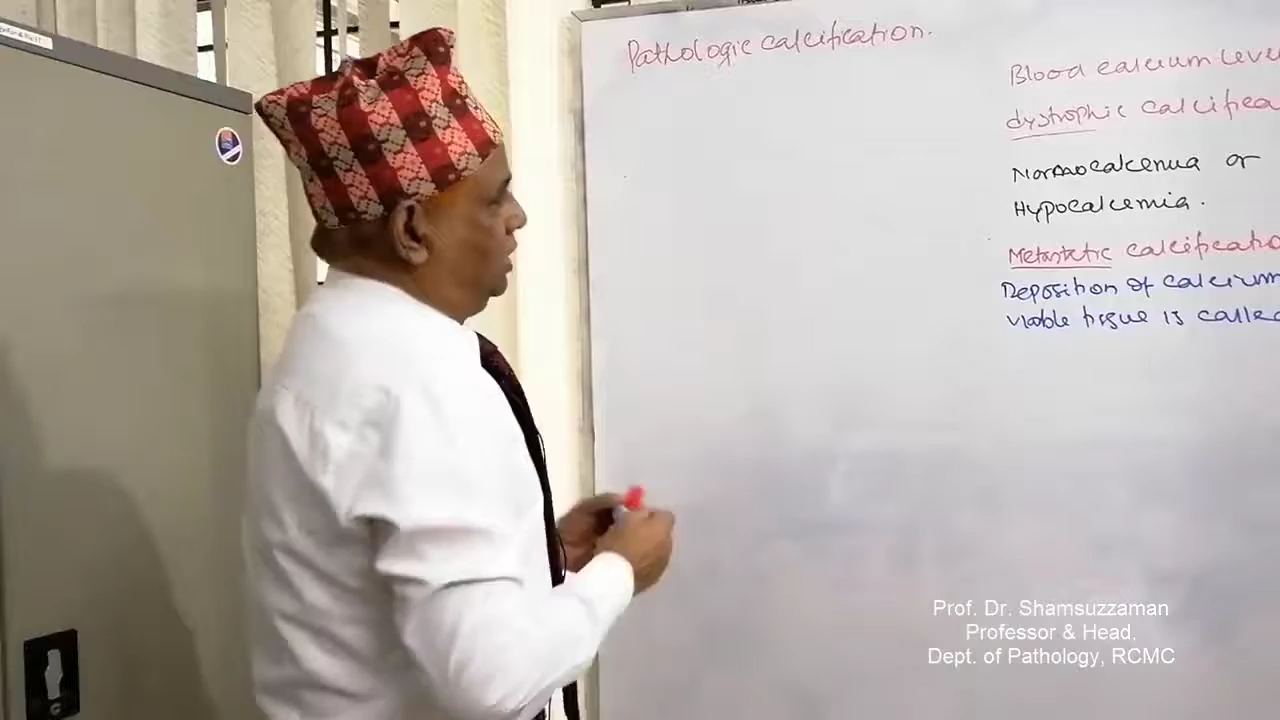 Pathologic calcification.
Blood calcium Leve
dystrophic calcifica
Normocalcemia or
Hypocalcemia.
Metastatic calcificatio
Deposition of calcium
viable tissue is called
Prof. Dr. Shamsuzzaman
Professor & Head,
Dept. of Pathology, RCMC